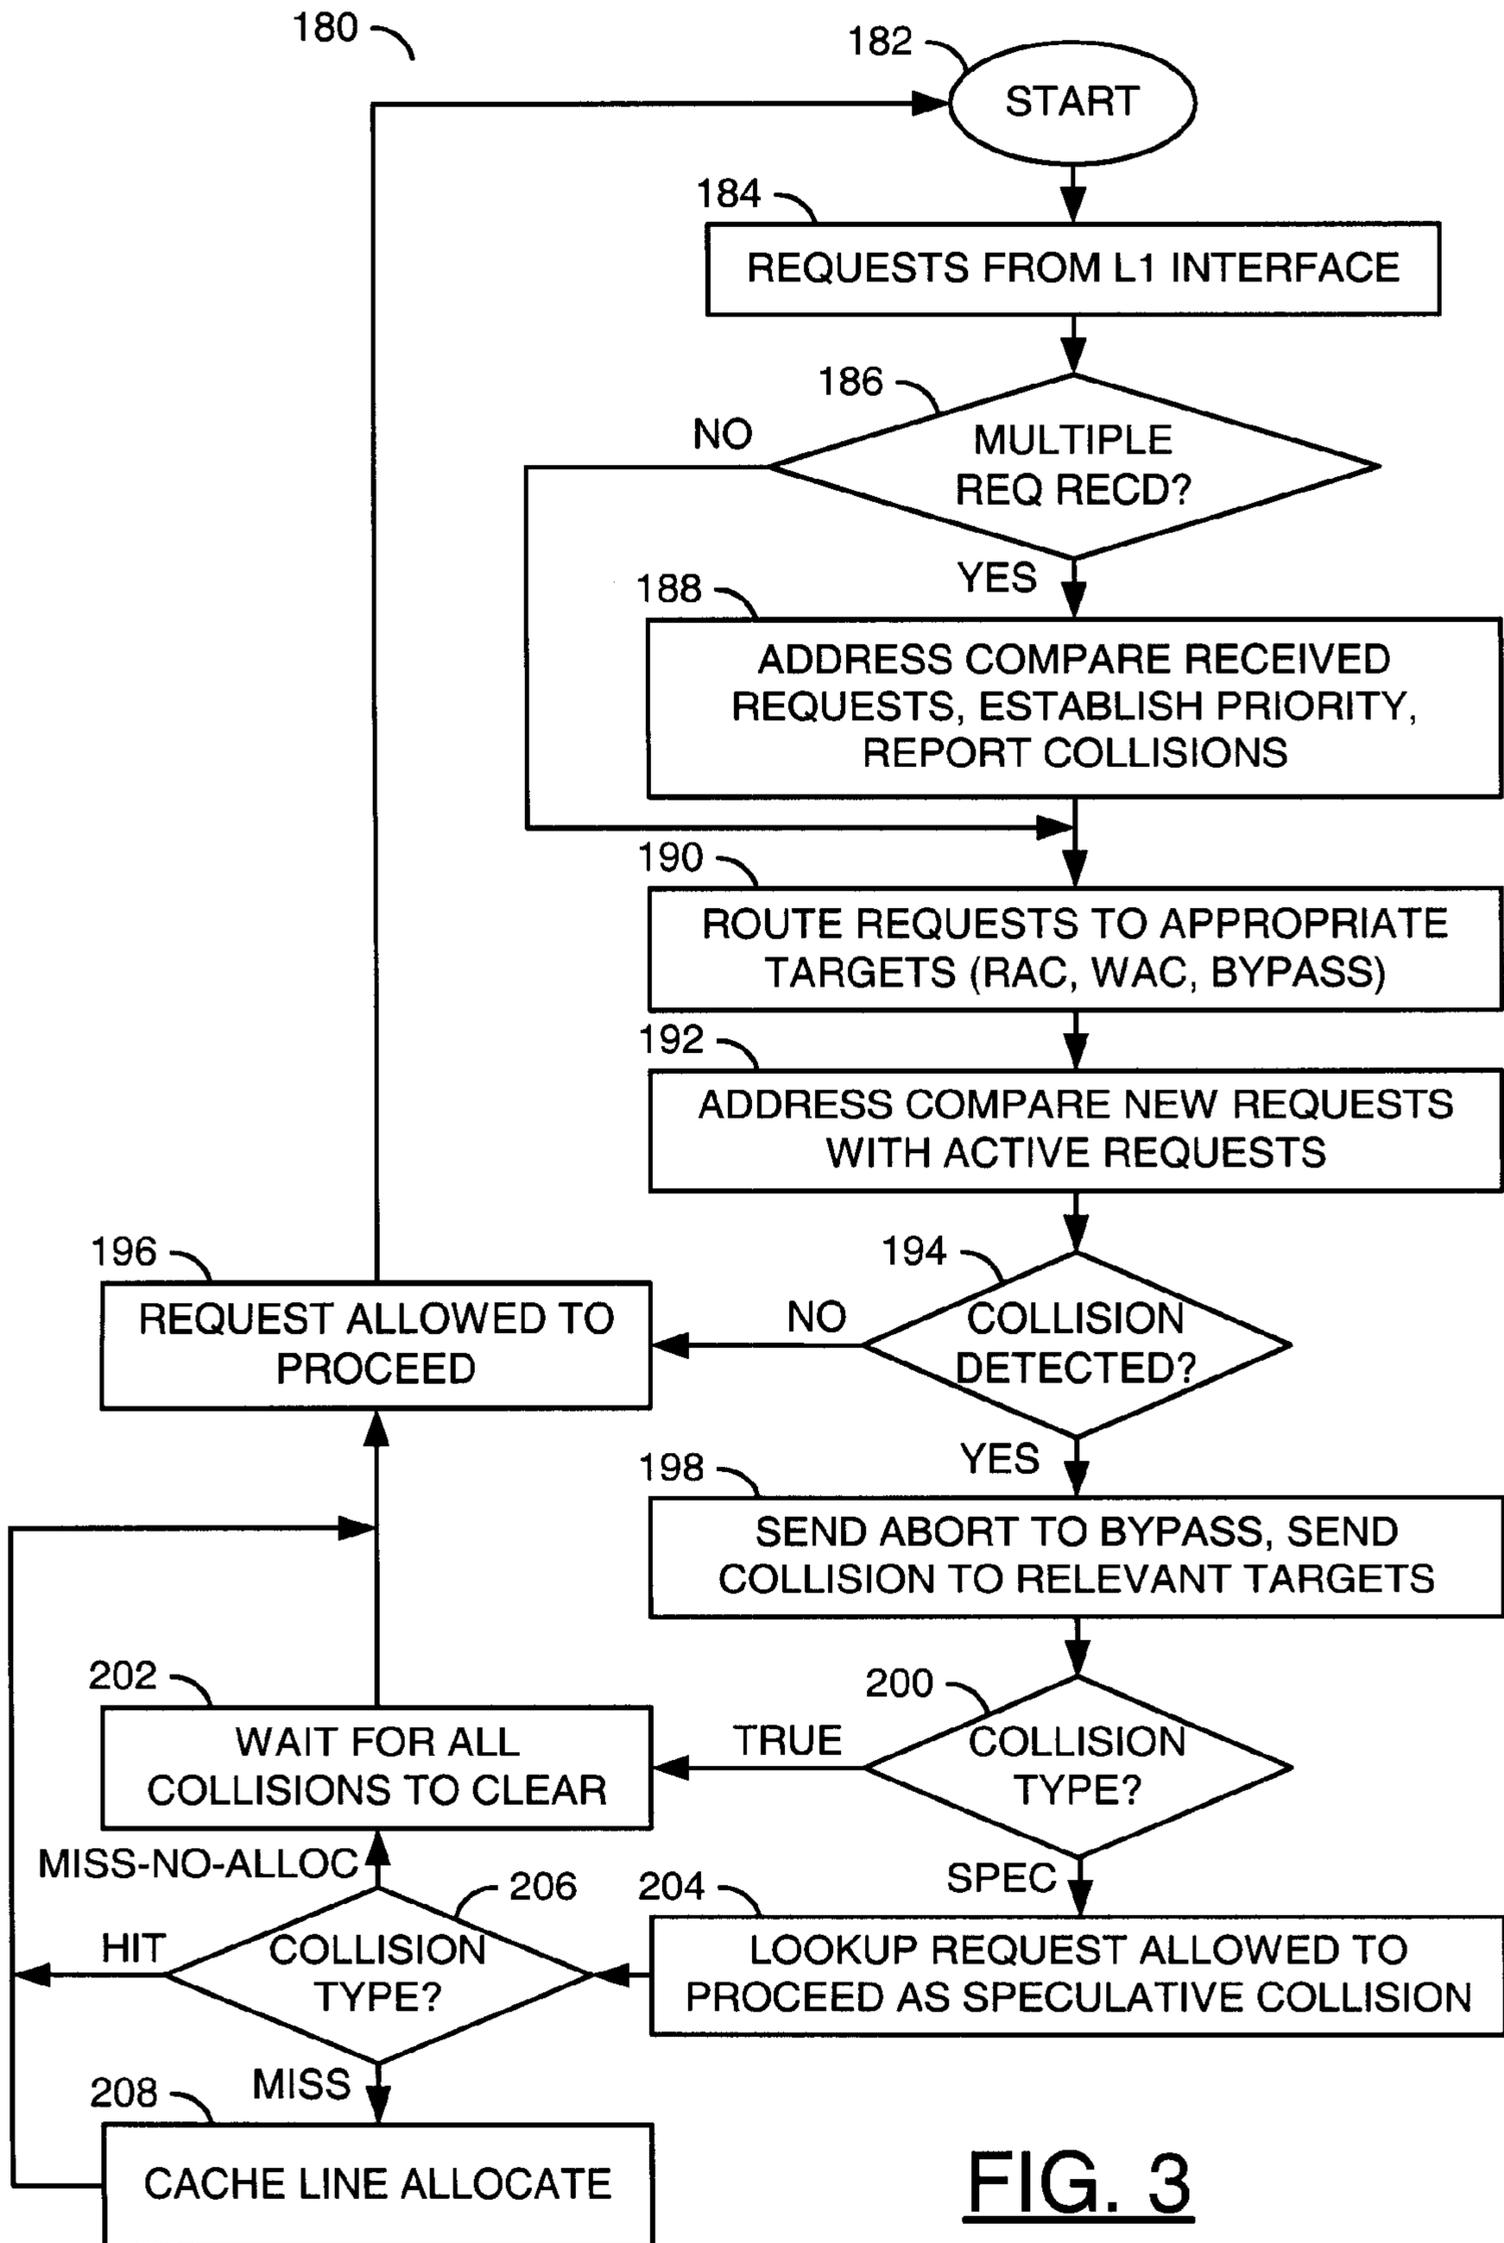 180
182
START
184
REQUESTS FROM L1 INTERFACE
186
NO
MULTIPLE
REQ RECD?
YES
188
ADDRESS COMPARE RECEIVED
REQUESTS, ESTABLISH PRIORITY,
REPORT COLLISIONS
190
ROUTE REQUESTS TO APPROPRIATE
TARGETS (RAC, WAC, BYPASS)
192
ADDRESS COMPARE NEW REQUESTS
WITH ACTIVE REQUESTS
196
REQUEST ALLOWED TO
PROCEED
194
NO
COLLISION
DETECTED?
YES
198
SEND ABORT TO BYPASS, SEND
COLLISION TO RELEVANT TARGETS
202
WAIT FOR ALL
COLLISIONS TO CLEAR
200
TRUE
COLLISION
TYPE?
SPEC
MISS-NO-ALLOC
206
HIT
COLLISION
TYPE?
204
LOOKUP REQUEST ALLOWED TO
PROCEED AS SPECULATIVE COLLISION
MISS
208
CACHE LINE ALLOCATE
FIG. 3